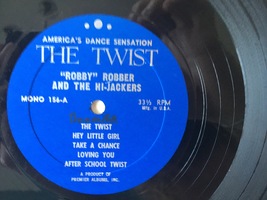 AMERICA'S DANCE SENSATION
THE TWIST
"ROBBY" ROBBER
AND THE HI-JACKERS
MONO 156-A
33⅓ RPM
MFG. IN U.S.A.
THE TWIST
HEY LITTLE GIRL
TAKE A CHANCE
LOVING YOU
AFTER SCHOOL TWIST
A PRODUCT OF
PREMIER ALBUMS, INC.